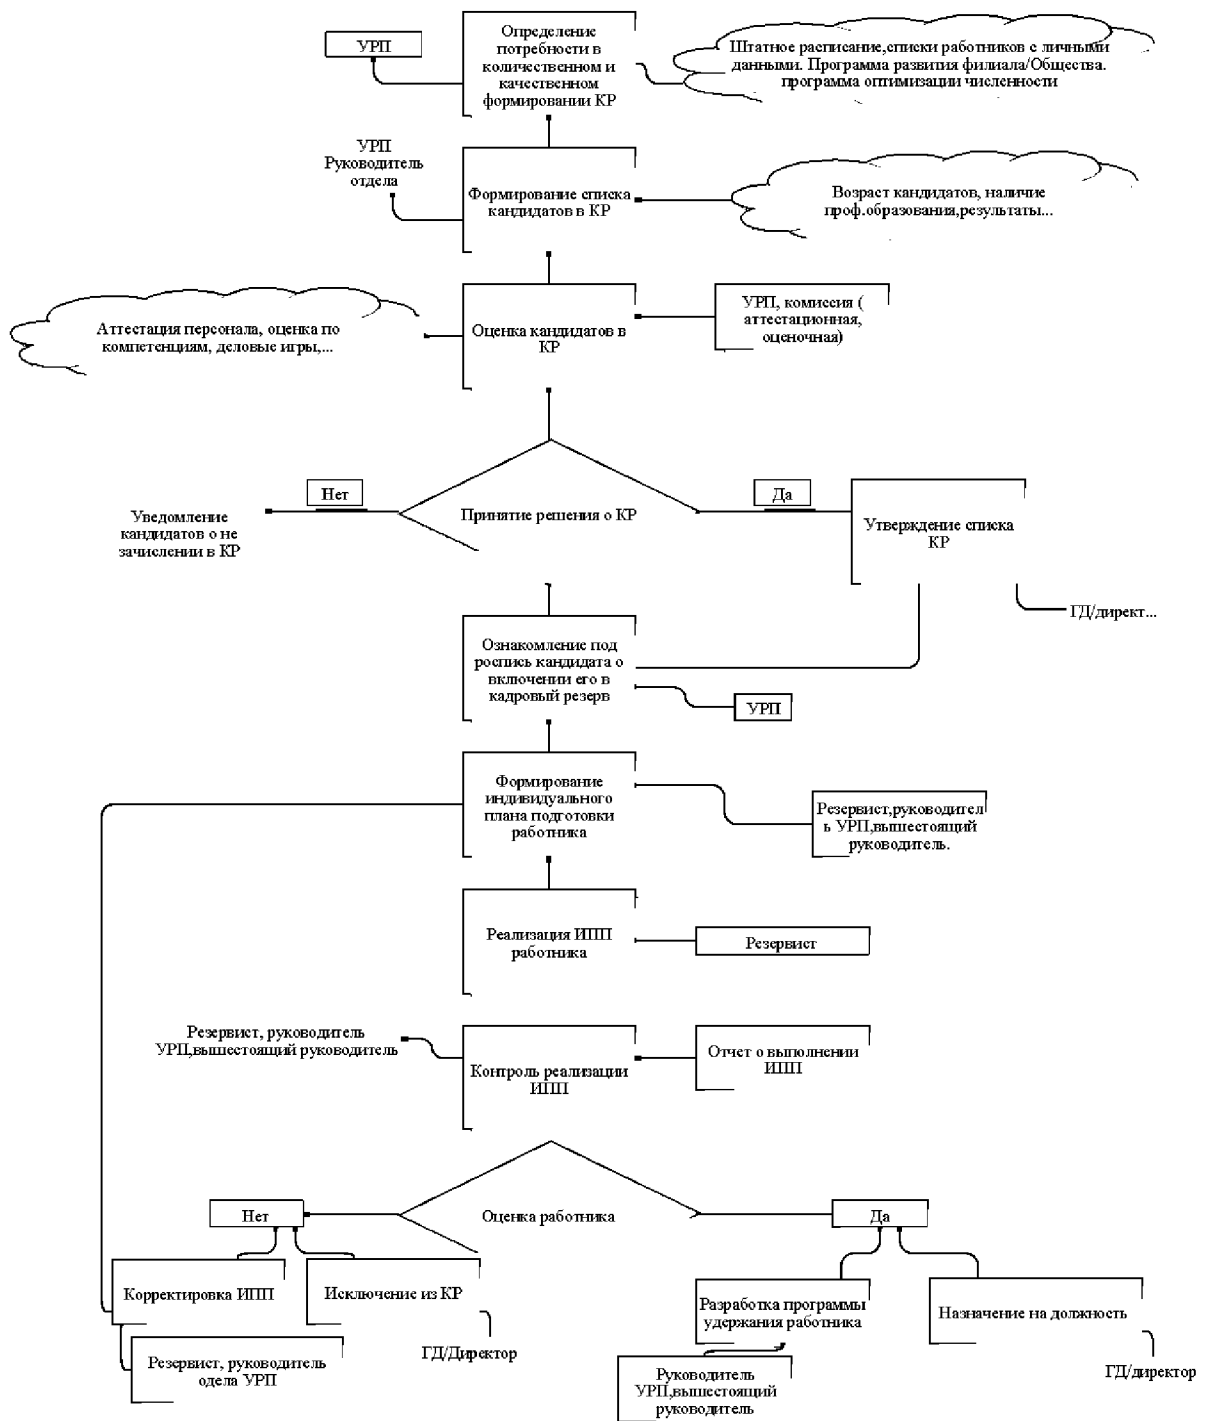 УРП
Определение
потребности в
количественном и
качественном
формировании КР
Штатное расписание,списки работников с личными
данными. Программа развития филиала/Общества.
программа оптимизации численности
УРП
Руководитель
отдела
Формирование списка
кандидатов в КР
Возраст кандидатов, наличие
проф.образования,результаты...
Аттестация персонала, оценка по
компетенциям, деловые игры,...
Оценка кандидатов в
КР
УРП, комиссия (
аттестационная,
оценочная)
Нет
Принятие решения о КР
Да
Уведомление
кандидатов о не
зачислении в КР
Утверждение списка
КР
ГД/директ...
Ознакомление под
роспись кандидата о
включении его в
кадровый резерв
УРП
Формирование
индивидуального
плана подготовки
работника
Резервист,руководител
ь УРП,вышестоящий
руководитель.
Реализация ИПП
работника
Резервист
Резервист, руководитель
УРП,вышестоящий руководитель
Контроль реализации
ИПП
Отчет о выполнении
ИПП
Нет
Оценка работника
Да
Корректировка ИПП
Исключение из КР
Разработка программы
удержания работника
Назначение на должность
Резервист, руководитель
одела УРП
ГД/Директор
Руководитель
УРП,вышестоящий
руководитель
ГД/директор